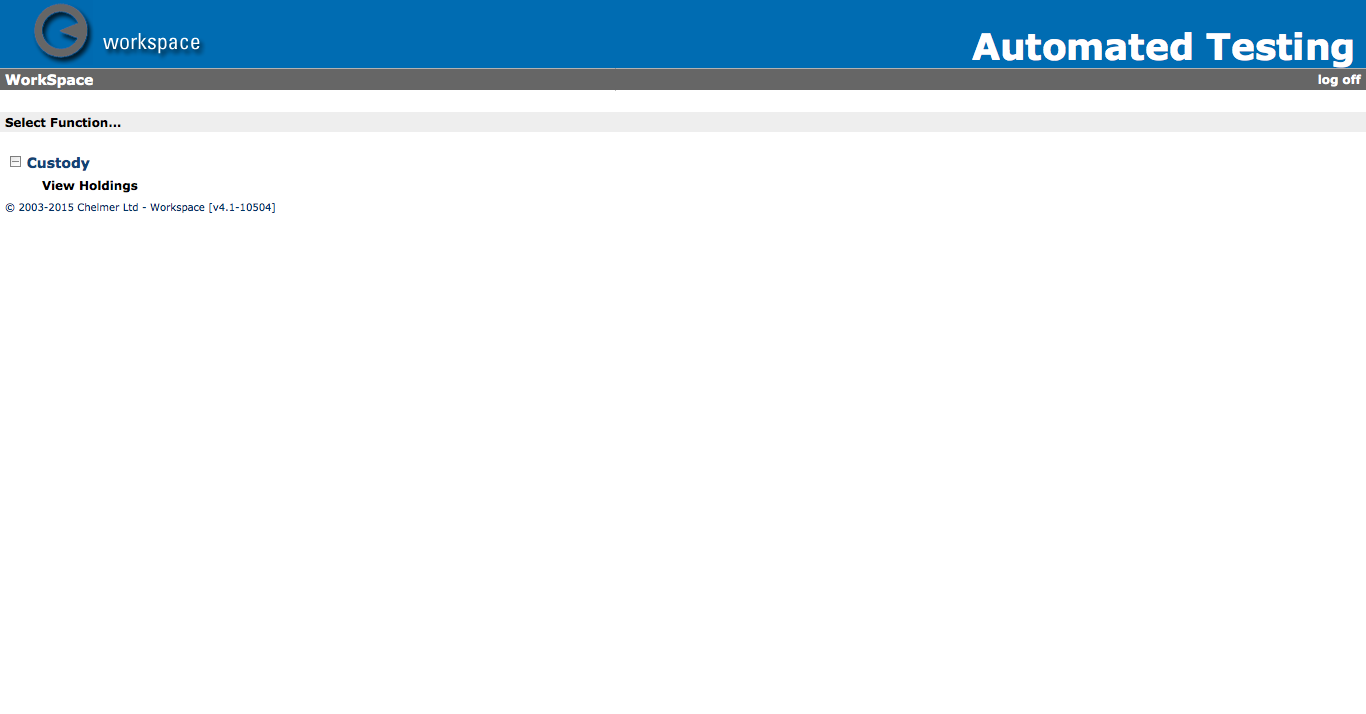 workspace
Automated Testing
WorkSpace
log off
Select Function...
Custody
View Holdings
© 2003-2015 Chelmer Ltd - Workspace [v4.1-10504]